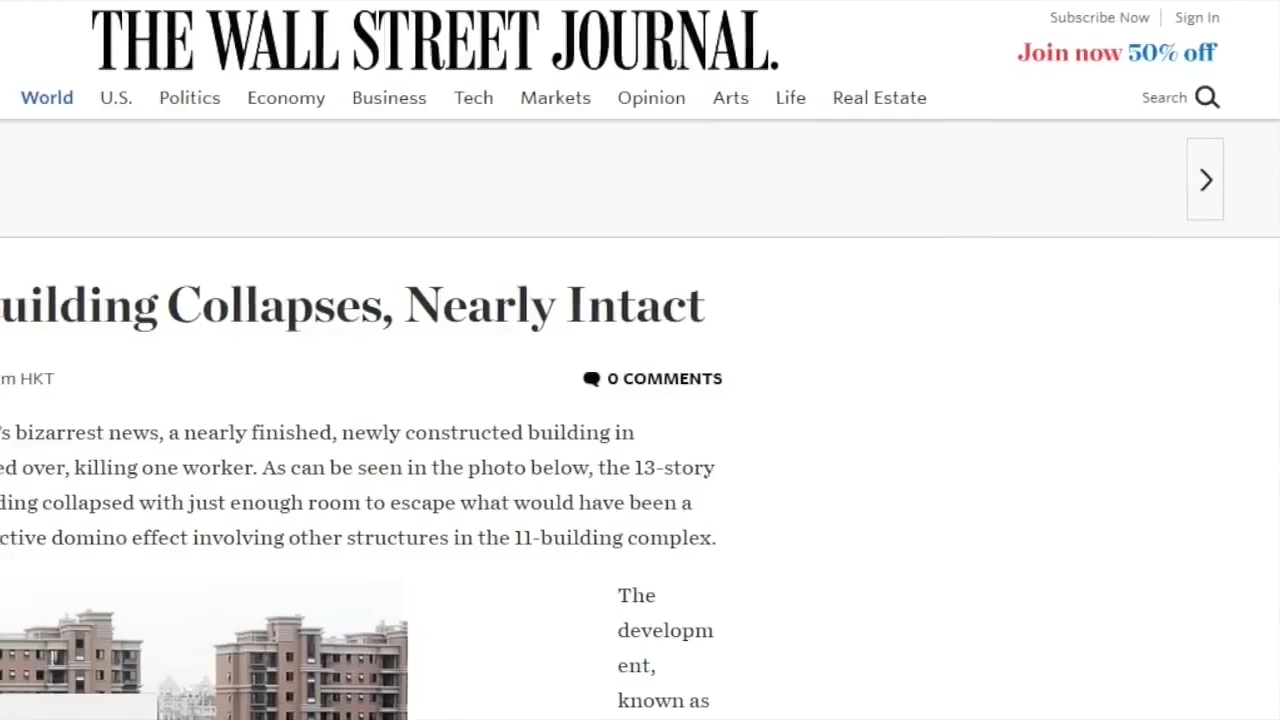 THE WALL STREET JOURNAL.
Subscribe Now
Sign In
Join now 50% off
World U.S. Politics Economy Business Tech Markets Opinion Arts Life Real Estate
Search
uilding Collapses, Nearly Intact
m HKT
0 COMMENTS
's bizarrest news, a nearly finished, newly constructed building in
ed over, killing one worker. As can be seen in the photo below, the 13-story
ding collapsed with just enough room to escape what would have been a
ctive domino effect involving other structures in the 11-building complex.
The
developm
ent,
known as